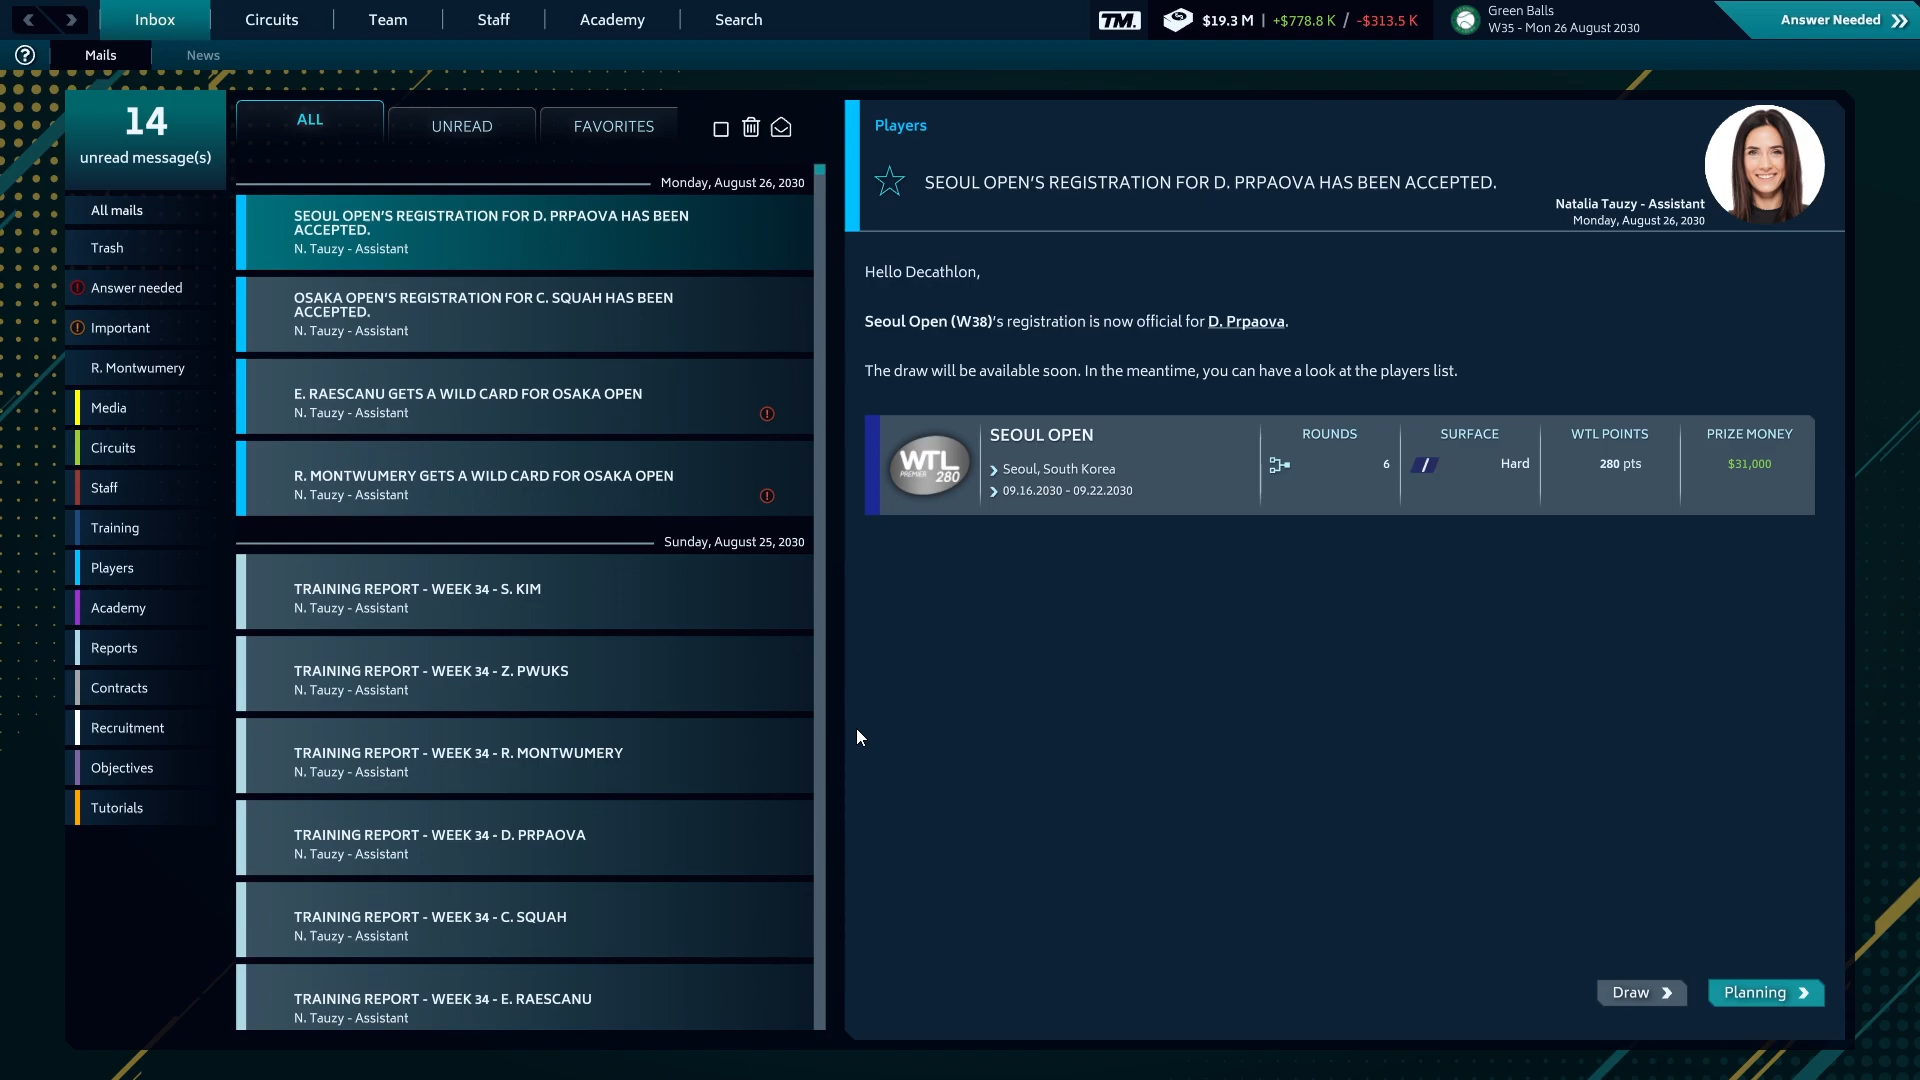 Inbox
Circuits
Team
Staff
Academy
Search
TM.
$19.3 M | +$778.8 K / -$313.5 K
Green Balls
W35 - Mon 26 August 2030
Answer Needed
Mails
News
14
unread message(s)
All mails
Trash
Answer needed
Important
R. Montwumery
Media
Circuits
Staff
Training
Players
Academy
Reports
Contracts
Recruitment
Objectives
Tutorials
ALL
UNREAD
FAVORITES
Monday, August 26, 2030
SEOUL OPEN'S REGISTRATION FOR D. PRPAOVA HAS BEEN
ACCEPTED.
N. Tauzy - Assistant
OSAKA OPEN'S REGISTRATION FOR C. SQUAH HAS BEEN
ACCEPTED.
N. Tauzy - Assistant
E. RAESCANU GETS A WILD CARD FOR OSAKA OPEN
N. Tauzy - Assistant
R. MONTWUMERY GETS A WILD CARD FOR OSAKA OPEN
N. Tauzy - Assistant
Sunday, August 25, 2030
TRAINING REPORT - WEEK 34 - S. KIM
N. Tauzy - Assistant
TRAINING REPORT - WEEK 34 - Z. PWUKS
N. Tauzy - Assistant
TRAINING REPORT - WEEK 34 - R. MONTWUMERY
N. Tauzy - Assistant
TRAINING REPORT - WEEK 34 - D. PRPAOVA
N. Tauzy - Assistant
TRAINING REPORT - WEEK 34 - C. SQUAH
N. Tauzy - Assistant
TRAINING REPORT - WEEK 34 - E. RAESCANU
N. Tauzy - Assistant
Players
SEOUL OPEN'S REGISTRATION FOR D. PRPAOVA HAS BEEN ACCEPTED.
Natalia Tauzy - Assistant
Monday, August 26, 2030
Hello Decathlon,
Seoul Open (W38)'s registration is now official for D. Prpaova.
The draw will be available soon. In the meantime, you can have a look at the players list.
WTL
PREMIER 280
SEOUL OPEN
Seoul, South Korea
09.16.2030 - 09.22.2030
ROUNDS
6
SURFACE
Hard
WTL POINTS
280 pts
PRIZE MONEY
$31,000
Draw
Planning